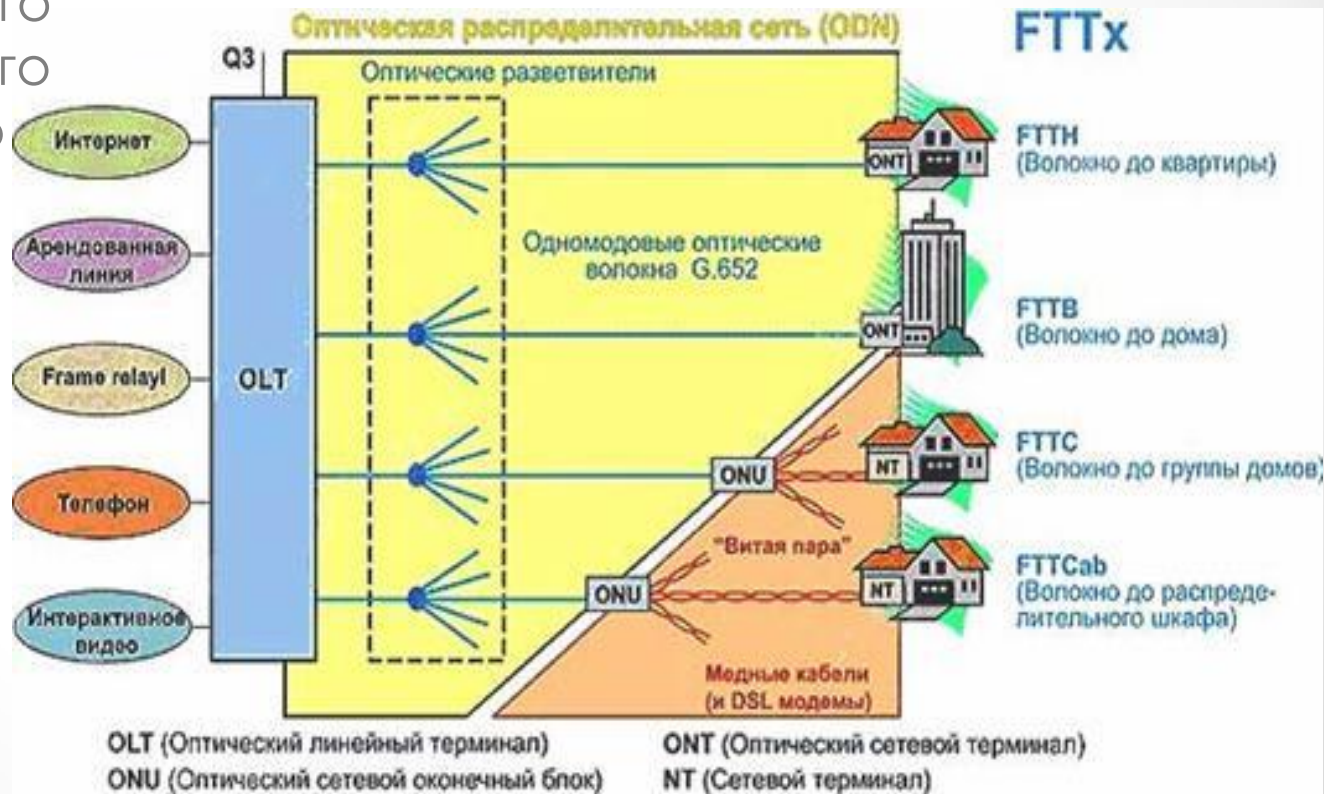 го
го
Оптическая распределительная сеть (ODN)
FTTx
Q3
Оптические разветвители
Интернет
Арендованная
линия
Frame relayl
Телефон
Интерактивное
видео
OLT
Одномодовые оптические
волокна G.652
ONT
FTTH
(Волокно до квартиры)
ONT
FTTB
(Волокно до дома)
ONU
NT
FTTC
(Волокно до группы домов)
"Витая пара"
ONU
NT
FTTCab
(Волокно до распреде-
лительного шкафа)
Медные кабели
(и DSL модемы)
OLT (Оптический линейный терминал)
ONT (Оптический сетевой терминал)
ONU (Оптический сетевой оконечный блок)
NT (Сетевой терминал)